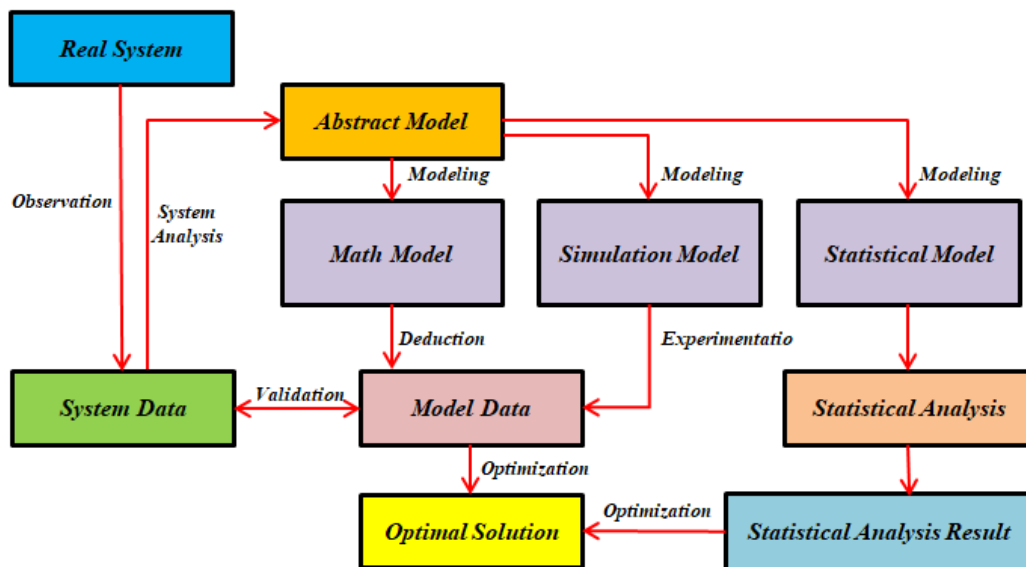 Real System
Abstract Model
Observation
System
Analysis
Modeling
Modeling
Modeling
Math Model
Simulation Model
Statistical Model
Deduction
Experimentatio
System Data
Validation
Model Data
Statistical Analysis
Optimization
Optimal Solution
Optimization
Statistical Analysis Result